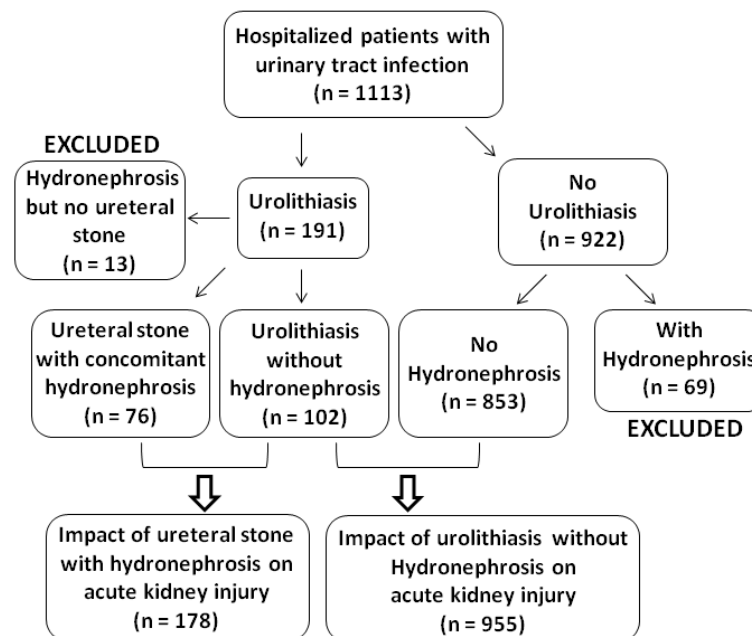 Hospitalized patients with
urinary tract infection
(n = 1113)
EXCLUDED
Hydronephrosis
but no ureteral
stone
(n = 13)
Urolithiasis
(n = 191)
No
Urolithiasis
(n = 922)
Ureteral stone
with concomitant
hydronephrosis
(n = 76)
Urolithiasis
without
hydronephrosis
(n = 102)
No
Hydronephrosis
(n = 853)
With
Hydronephrosis
(n = 69)
EXCLUDED
Impact of ureteral stone
with hydronephrosis on
acute kidney injury
(n = 178)
Impact of urolithiasis without
Hydronephrosis on
acute kidney injury
(n = 955)